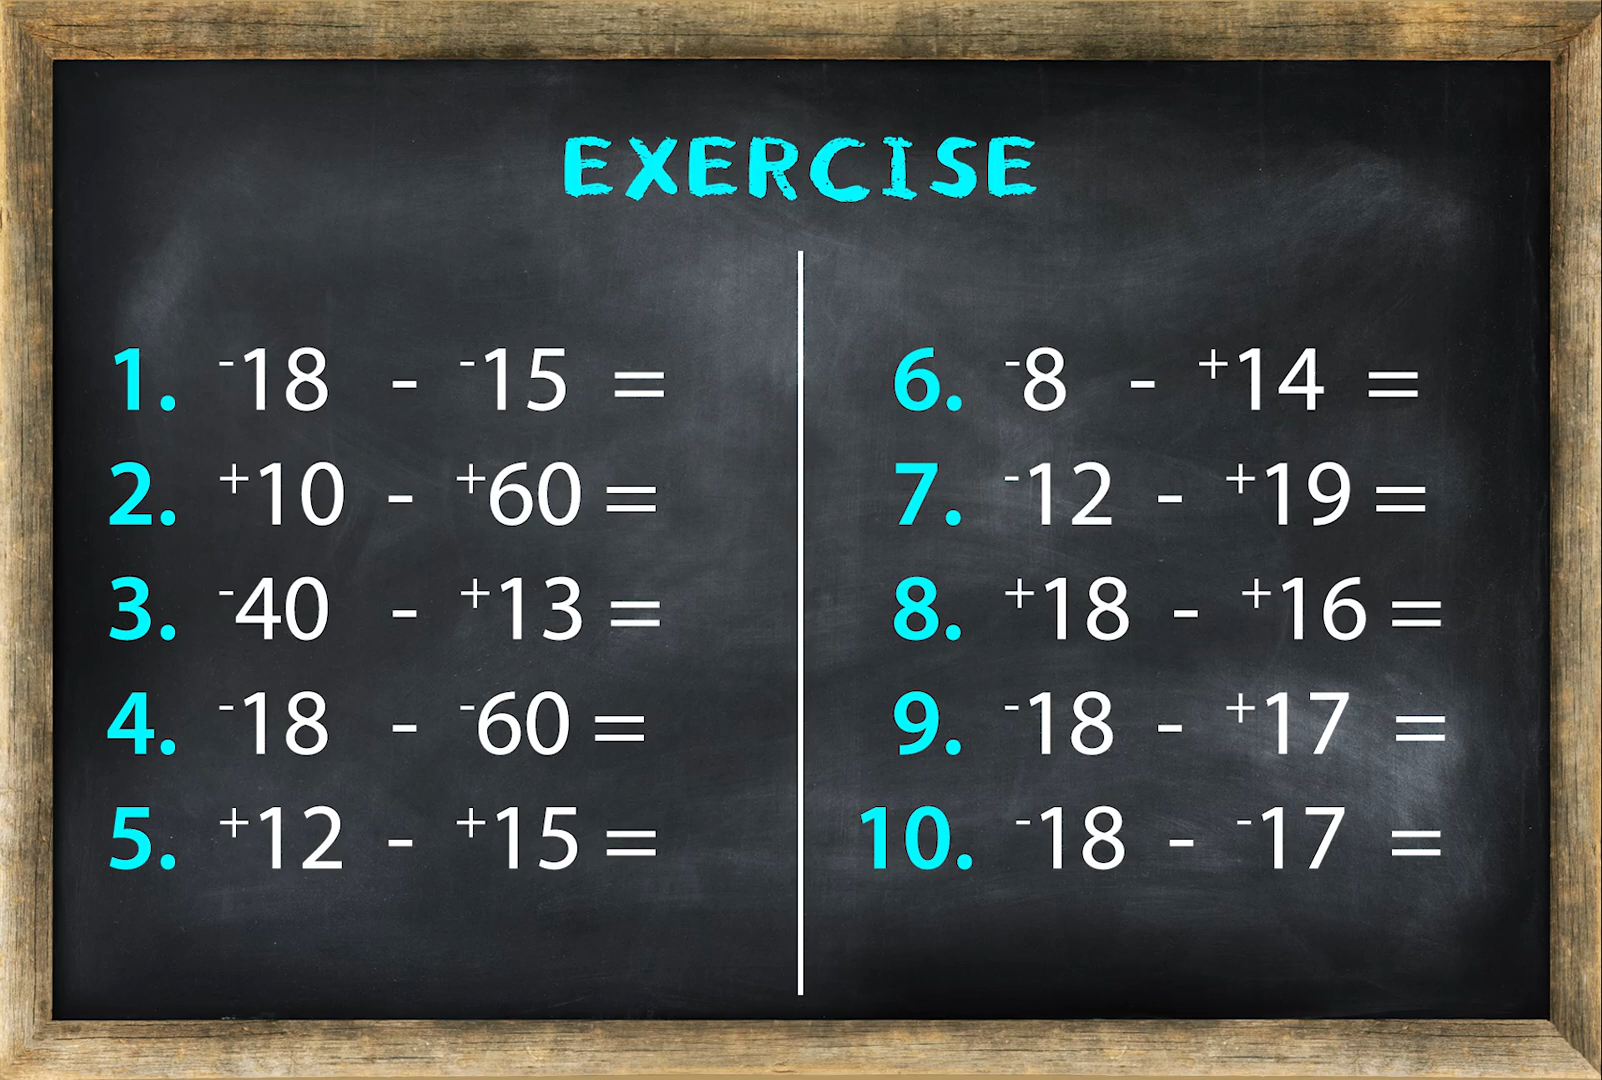 EXERCISE
1. ⁻18 - ⁻15 =
2. ⁺10 - ⁺60 =
3. ⁻40 - ⁺13 =
4. ⁻18 - ⁻60 =
5. ⁺12 - ⁺15 =
6. ⁻8 - ⁺14 =
7. ⁻12 - ⁺19 =
8. ⁺18 - ⁺16 =
9. ⁻18 - ⁺17 =
10. ⁻18 - ⁻17 =